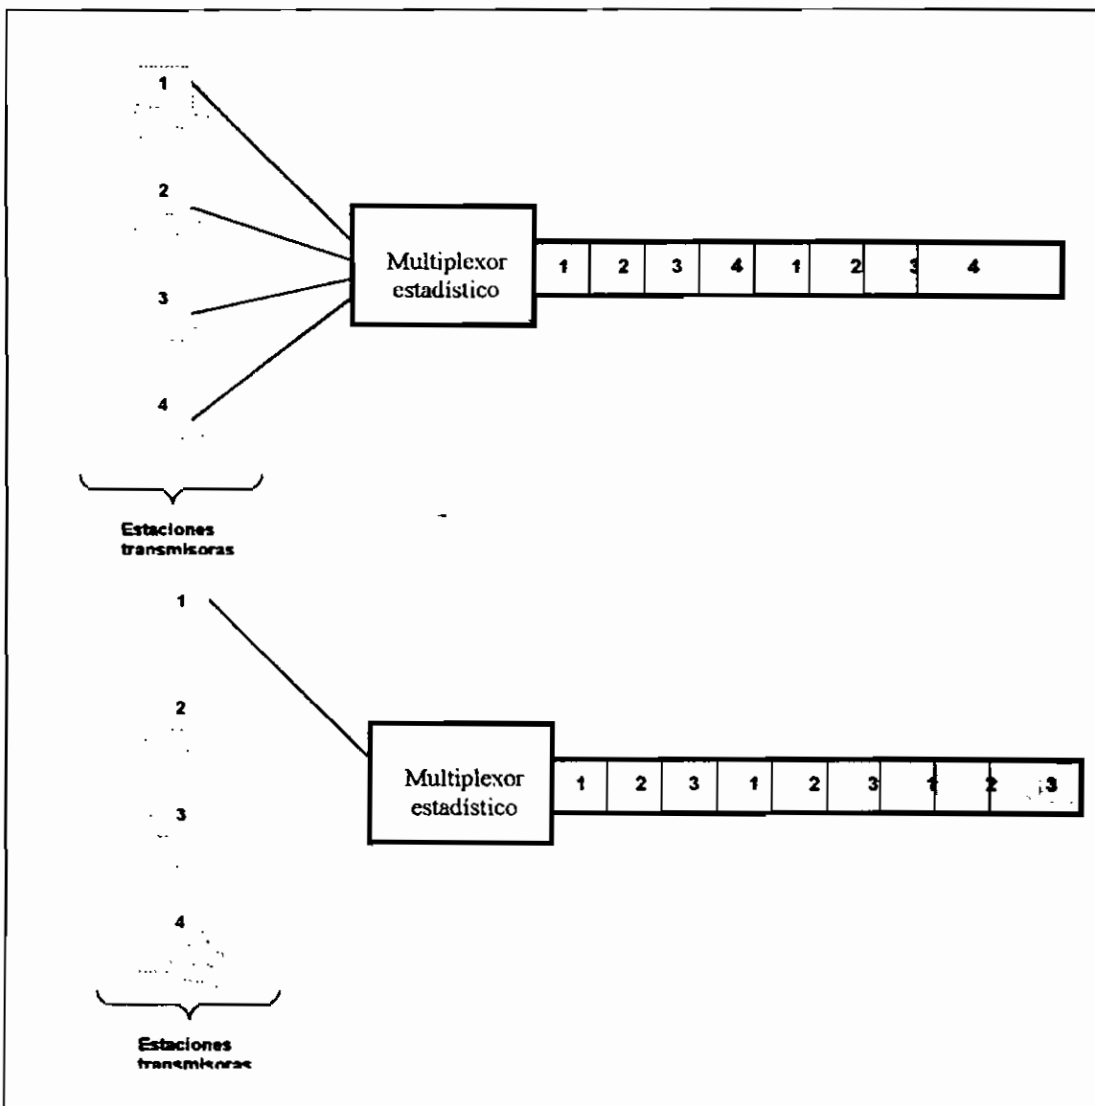 1
2
3
4
Multiplexor
estadístico
1 2 3 4 1 2 3 4
Estaciones
transmisoras
1
2
3
4
Multiplexor
estadístico
1 2 3 1 2 3 1 2 3
Estaciones
transmisoras